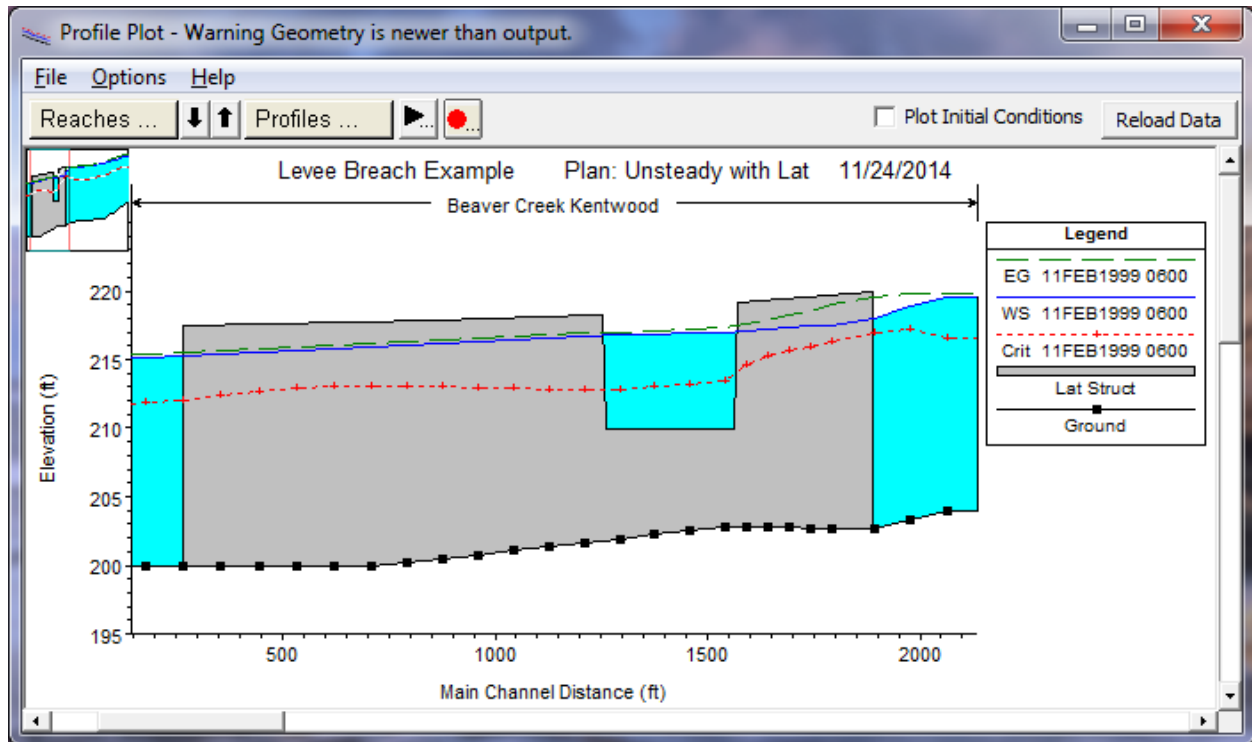 Profile Plot - Warning Geometry is newer than output.
File Options Help
Reaches ... Profiles ... ... ... Plot Initial Conditions Reload Data
Levee Breach Example Plan: Unsteady with Lat 11/24/2014
Beaver Creek Kentwood
Legend
EG 11FEB1999 0600
WS 11FEB1999 0600
Crit 11FEB1999 0600
Lat Struct
Ground
Elevation (ft)
220
215
210
205
200
195
500 1000 1500 2000
Main Channel Distance (ft)